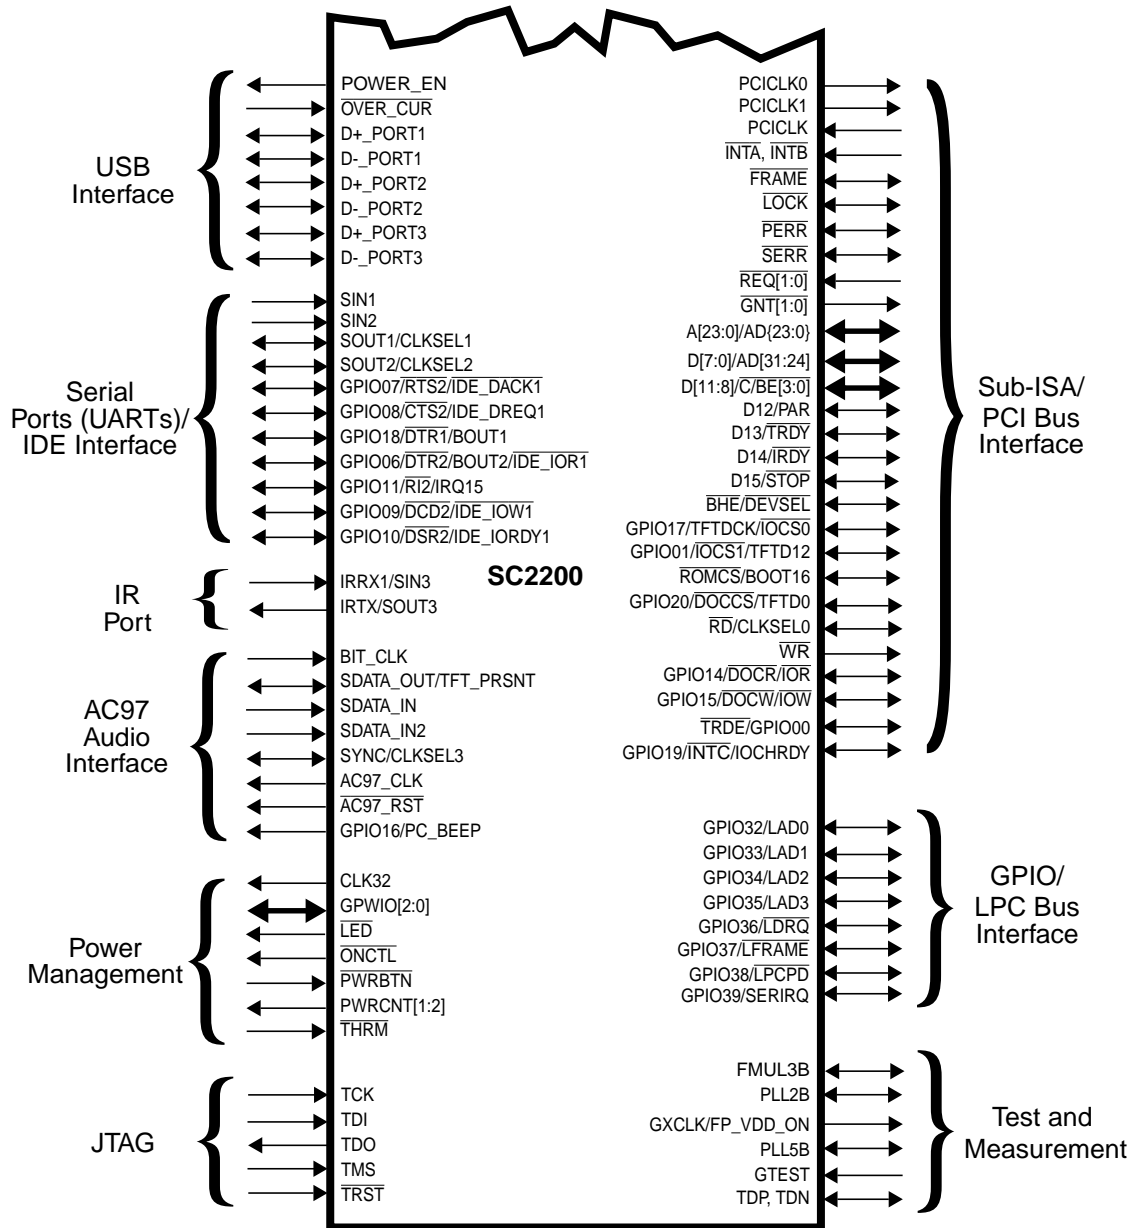 USB
Interface
POWER_EN
OVER_CUR
D+_PORT1
D-_PORT1
D+_PORT2
D-_PORT2
D+_PORT3
D-_PORT3
Serial
Ports (UARTs)/
IDE Interface
SIN1
SIN2
SOUT1/CLKSEL1
SOUT2/CLKSEL2
GPIO07/RTS2/IDE_DACK1
GPIO08/CTS2/IDE_DREQ1
GPIO18/DTR1/BOUT1
GPIO06/DTR2/BOUT2/IDE_IOR1
GPIO11/RI2/IRQ15
GPIO09/DCD2/IDE_IOW1
GPIO10/DSR2/IDE_IORDY1
IR
Port
IRRX1/SIN3
IRTX/SOUT3
SC2200
AC97
Audio
Interface
BIT_CLK
SDATA_OUT/TFT_PRSNT
SDATA_IN
SDATA_IN2
SYNC/CLKSEL3
AC97_CLK
AC97_RST
GPIO16/PC_BEEP
Power
Management
CLK32
GPWIO[2:0]
LED
ONCTL
PWRBTN
PWRCNT[1:2]
THRM
JTAG
TCK
TDI
TDO
TMS
TRST
PCICLK0
PCICLK1
PCICLK
INTA, INTB
FRAME
LOCK
PERR
SERR
REQ[1:0]
GNT[1:0]
A[23:0]/AD{23:0}
D[7:0]/AD[31:24]
D[11:8]/C/BE[3:0]
D12/PAR
D13/TRDY
D14/IRDY
D15/STOP
BHE/DEVSEL
GPIO17/TFTDCK/IOCS0
GPIO01/IOCS1/TFTD12
ROMCS/BOOT16
GPIO20/DOCCS/TFTD0
RD/CLKSEL0
WR
GPIO14/DOCR/IOR
GPIO15/DOCW/IOW
TRDE/GPIO00
GPIO19/INTC/IOCHRDY
Sub-ISA/
PCI Bus
Interface
GPIO32/LAD0
GPIO33/LAD1
GPIO34/LAD2
GPIO35/LAD3
GPIO36/LDRQ
GPIO37/LFRAME
GPIO38/LPCPD
GPIO39/SERIRQ
GPIO/
LPC Bus
Interface
FMUL3B
PLL2B
GXCLK/FP_VDD_ON
PLL5B
GTEST
TDP, TDN
Test and
Measurement